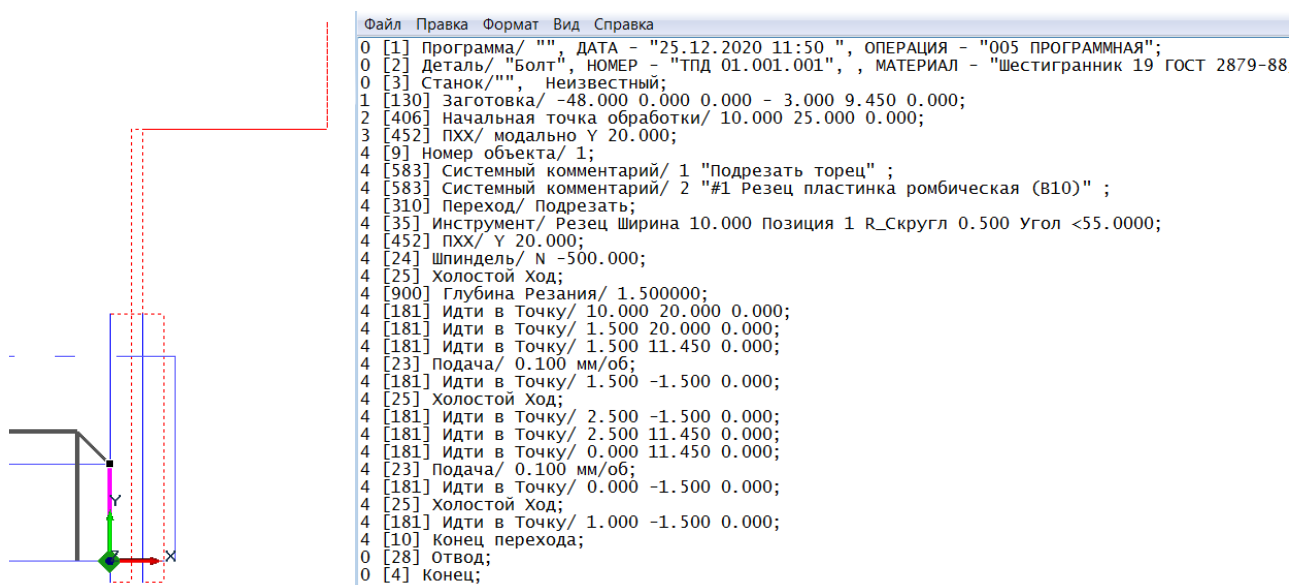 Файл Правка Формат Вид Справка
0 [1] Программа/ "", ДАТА - "25.12.2020 11:50 ", ОПЕРАЦИЯ - "005 ПРОГРАММНАЯ";
0 [2] Деталь/ "Болт", НОМЕР - "ТПД 01.001.001", , МАТЕРИАЛ - "Шестигранник 19 ГОСТ 2879-88
0 [3] Станок/"", Неизвестный;
1 [130] Заготовка/ -48.000 0.000 0.000 - 3.000 9.450 0.000;
2 [406] Начальная точка обработки/ 10.000 25.000 0.000;
3 [452] ПХХ/ модально Y 20.000;
4 [9] Номер объекта/ 1;
4 [583] Системный комментарий/ 1 "Подрезать торец" ;
4 [583] Системный комментарий/ 2 "#1 Резец пластинка ромбическая (В10)" ;
4 [310] Переход/ Подрезать;
4 [35] Инструмент/ Резец Ширина 10.000 Позиция 1 R_Скругл 0.500 Угол <55.0000;
4 [452] ПХХ/ Y 20.000;
4 [24] Шпиндель/ N -500.000;
4 [25] Холостой Ход;
4 [900] Глубина Резания/ 1.500000;
4 [181] Идти в Точку/ 10.000 20.000 0.000;
4 [181] Идти в Точку/ 1.500 20.000 0.000;
4 [181] Идти в Точку/ 1.500 11.450 0.000;
4 [23] Подача/ 0.100 мм/об;
4 [181] Идти в Точку/ 1.500 -1.500 0.000;
4 [25] Холостой Ход;
4 [181] Идти в Точку/ 2.500 -1.500 0.000;
4 [181] Идти в Точку/ 2.500 11.450 0.000;
4 [181] Идти в Точку/ 0.000 11.450 0.000;
4 [23] Подача/ 0.100 мм/об;
4 [181] Идти в Точку/ 0.000 -1.500 0.000;
4 [25] Холостой Ход;
4 [181] Идти в Точку/ 1.000 -1.500 0.000;
4 [10] Конец перехода;
0 [28] Отвод;
0 [4] Конец;
Y
Z
X